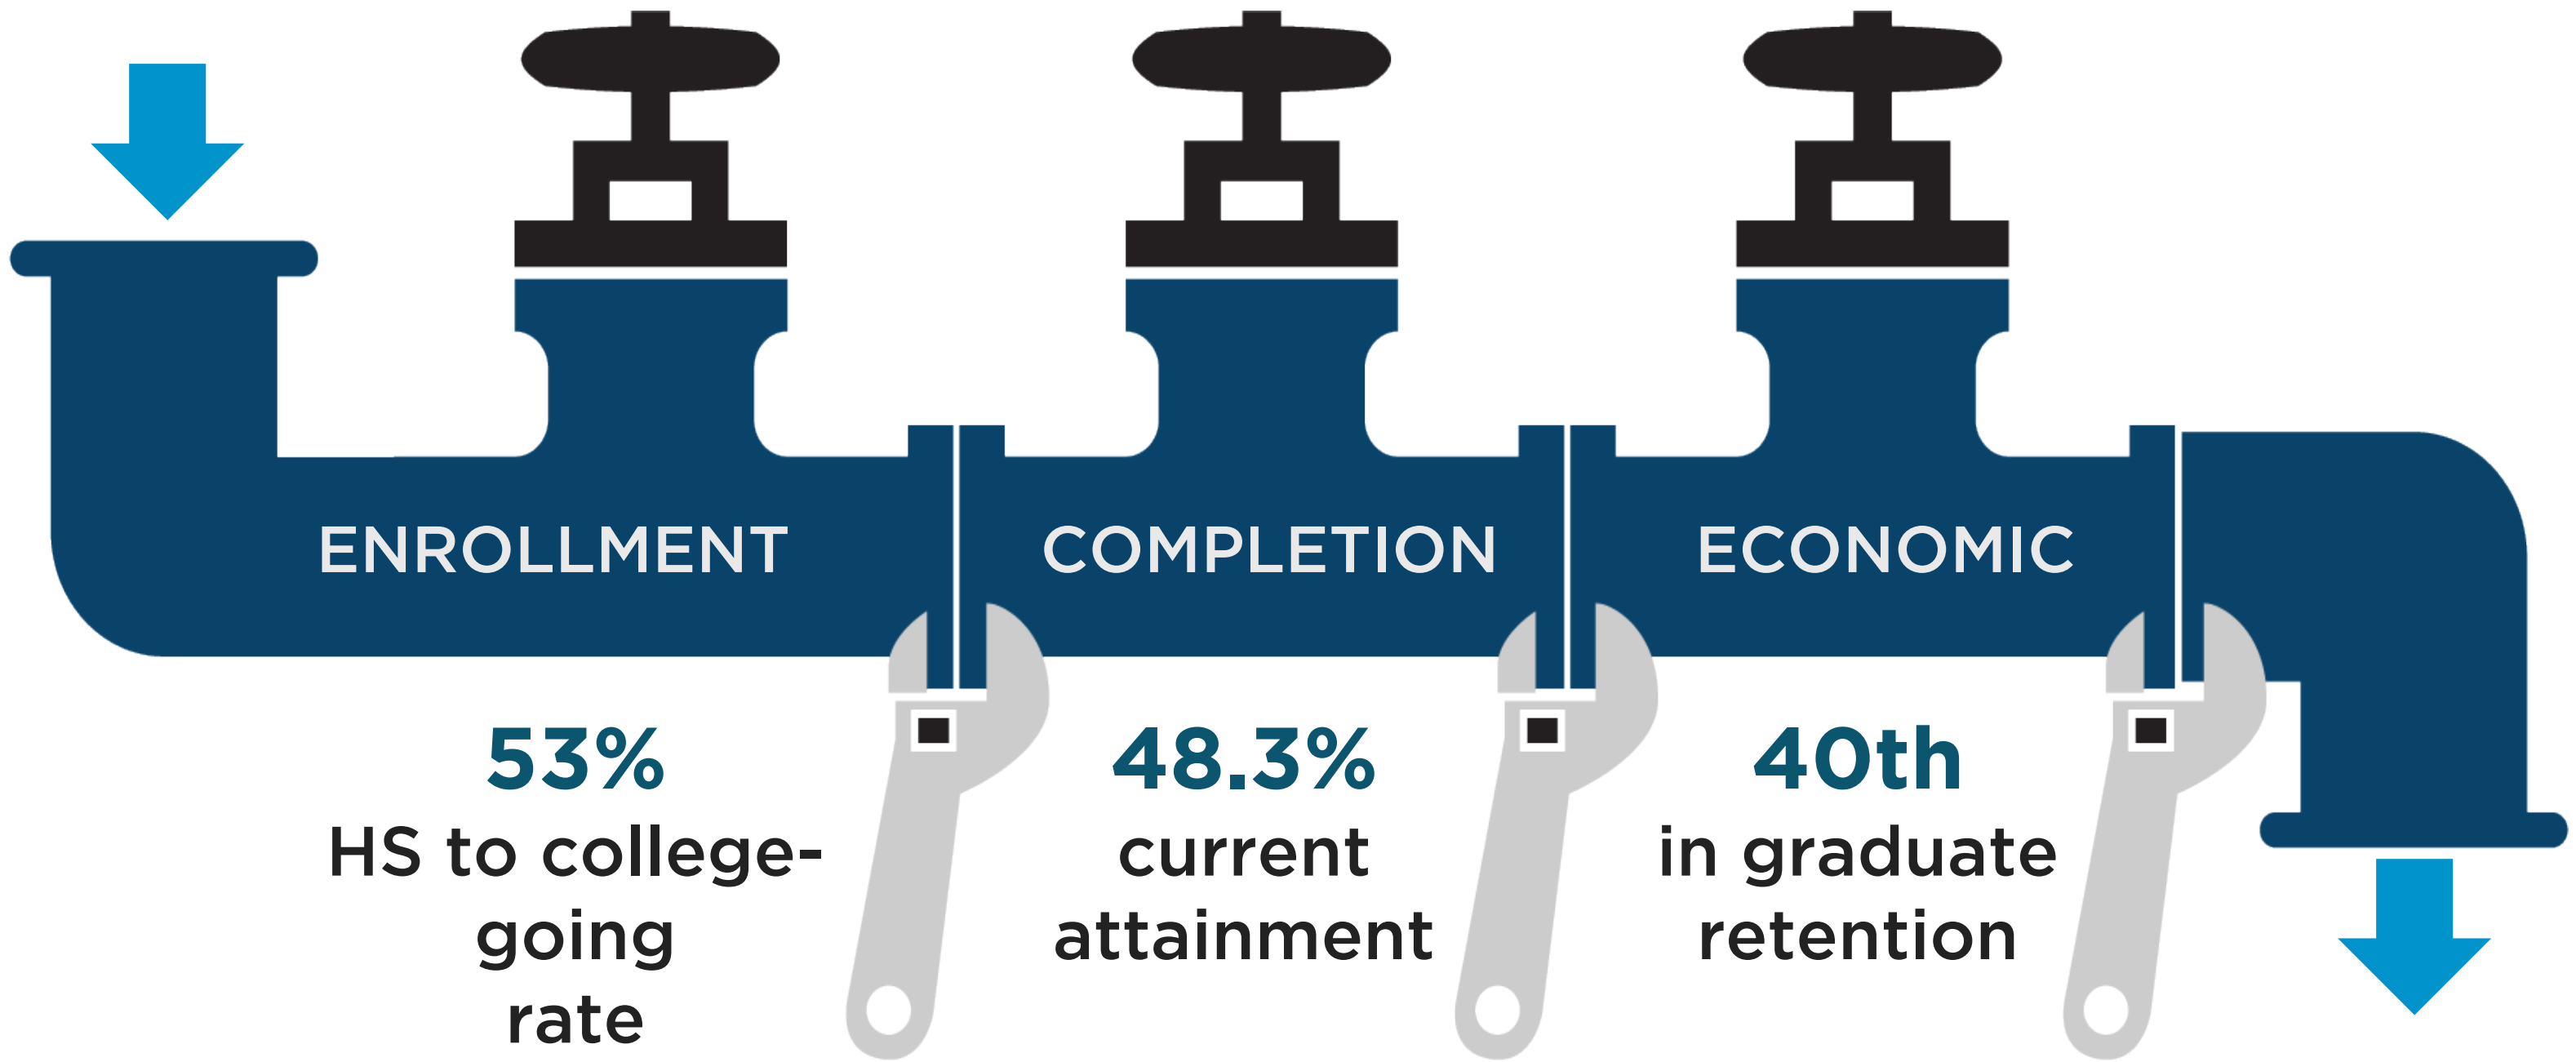 ENROLLMENT
COMPLETION
ECONOMIC
53%
HS to college-
going
rate
48.3%
current
attainment
40th
in graduate
retention